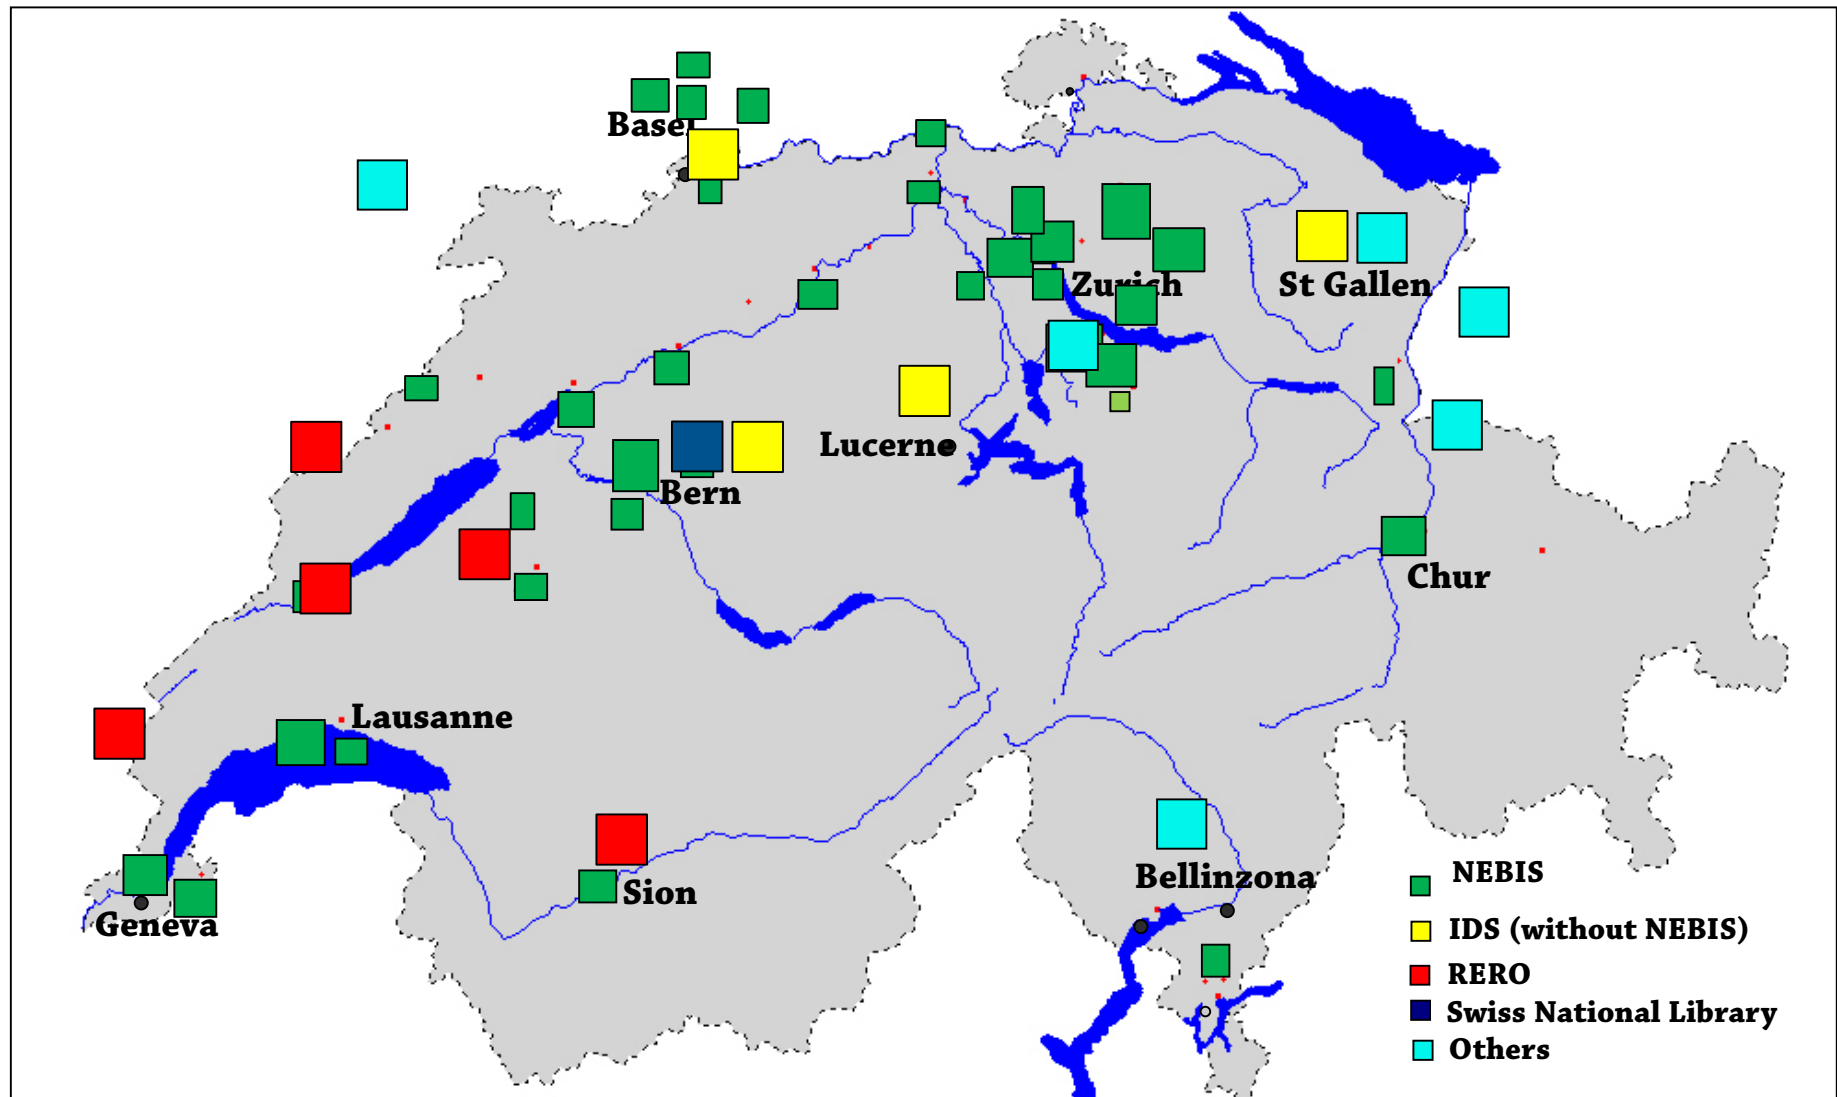 Basel
Zurich
St Gallen
Lucerne
Bern
Chur
Lausanne
Bellinzona
Sion
Geneva
NEBIS
IDS (without NEBIS)
RERO
Swiss National Library
Others